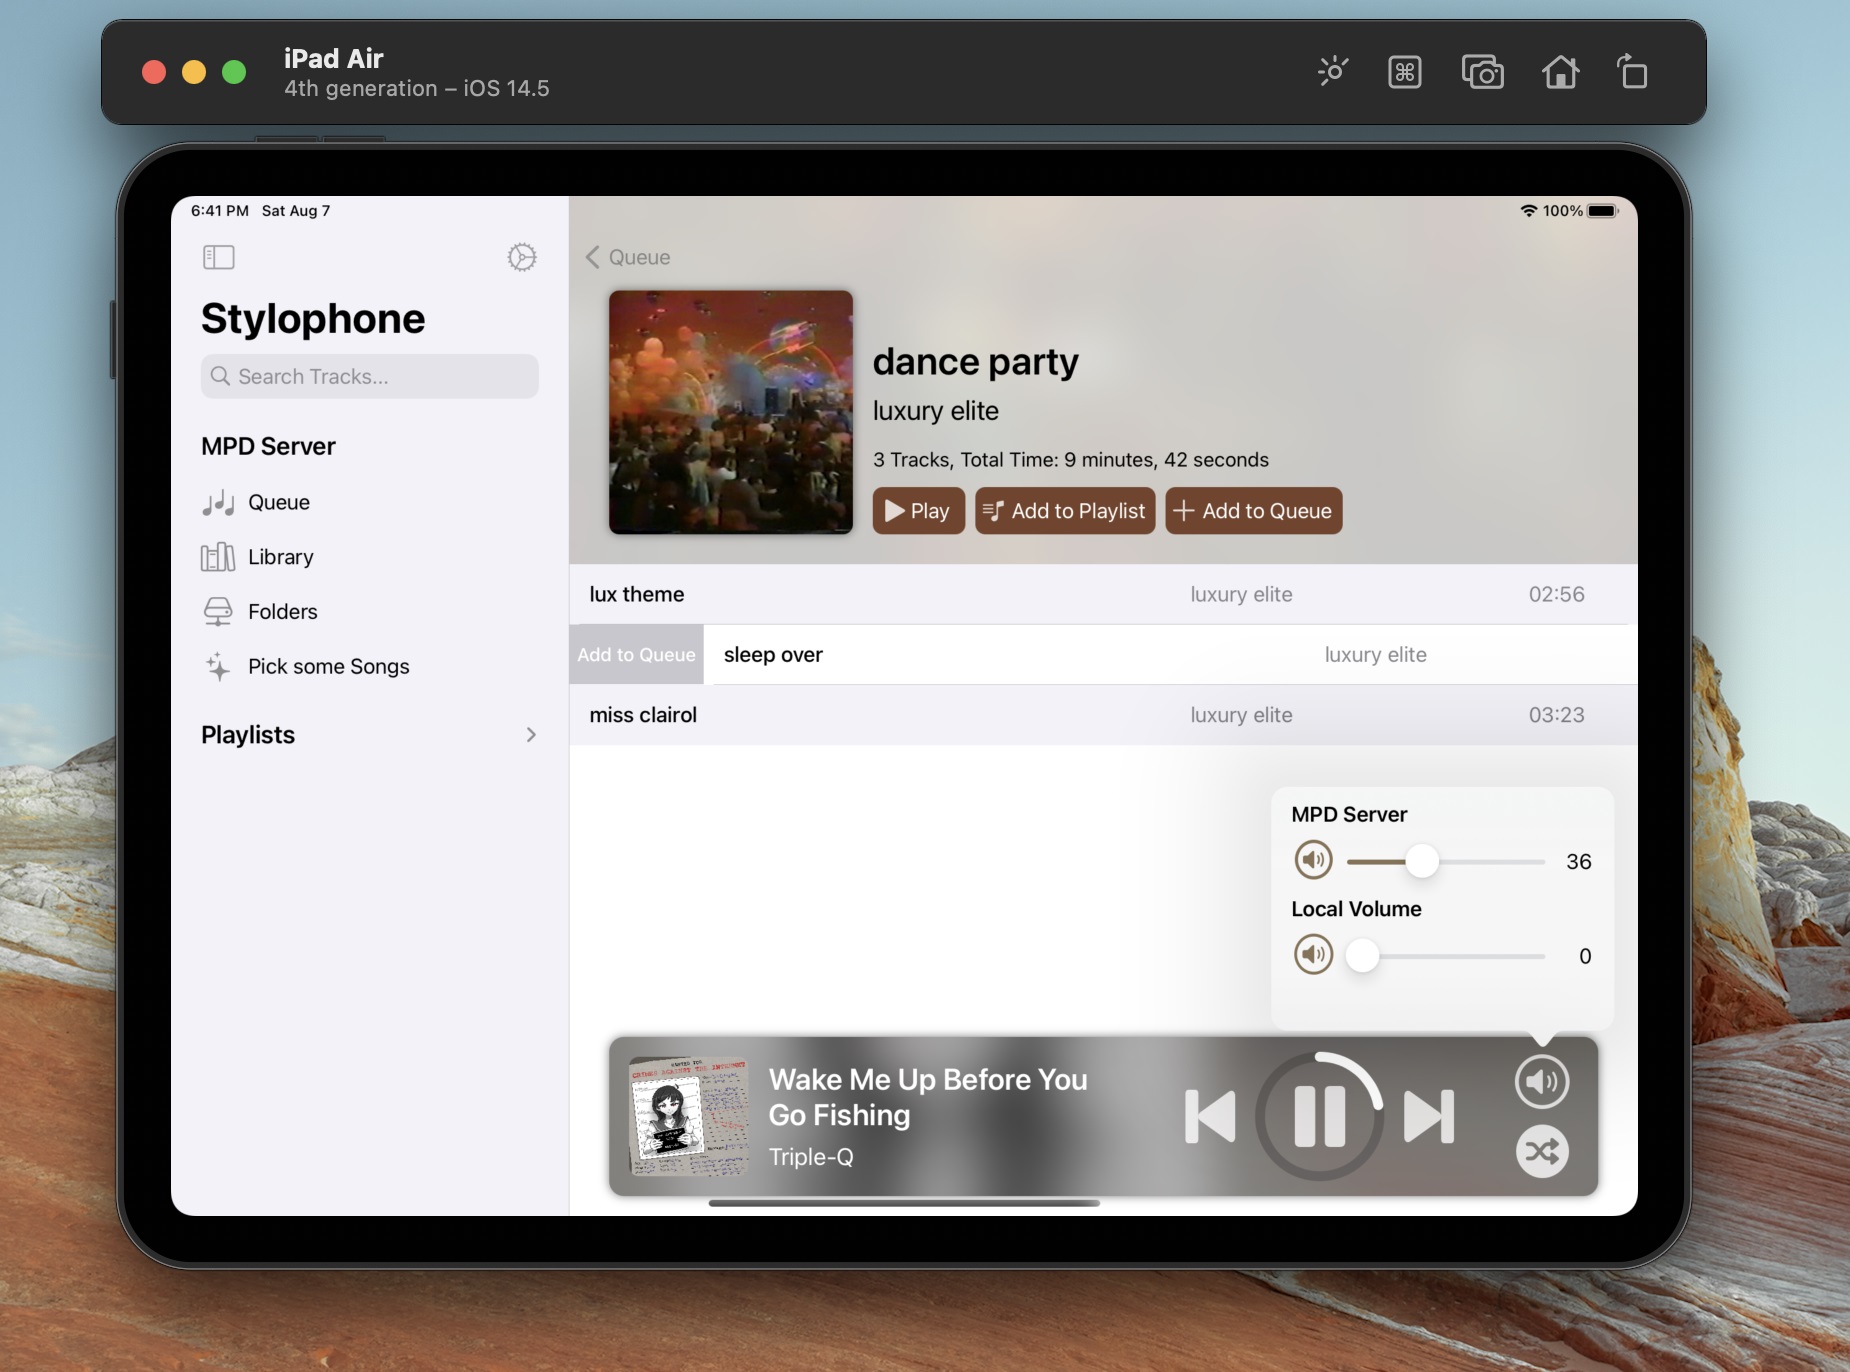 iPad Air
4th generation – iOS 14.5
6:41 PM Sat Aug 7
100%
Stylophone
Search Tracks...
MPD Server
Queue
Library
Folders
Pick some Songs
Playlists
Queue
dance party
luxury elite
3 Tracks, Total Time: 9 minutes, 42 seconds
Play
Add to Playlist
Add to Queue
lux theme luxury elite 02:56
Add to Queue sleep over luxury elite
miss clairol luxury elite 03:23
MPD Server
36
Local Volume
0
CRIMES AGAINST THE INTERNET
Wake Me Up Before You
Go Fishing
Triple-Q